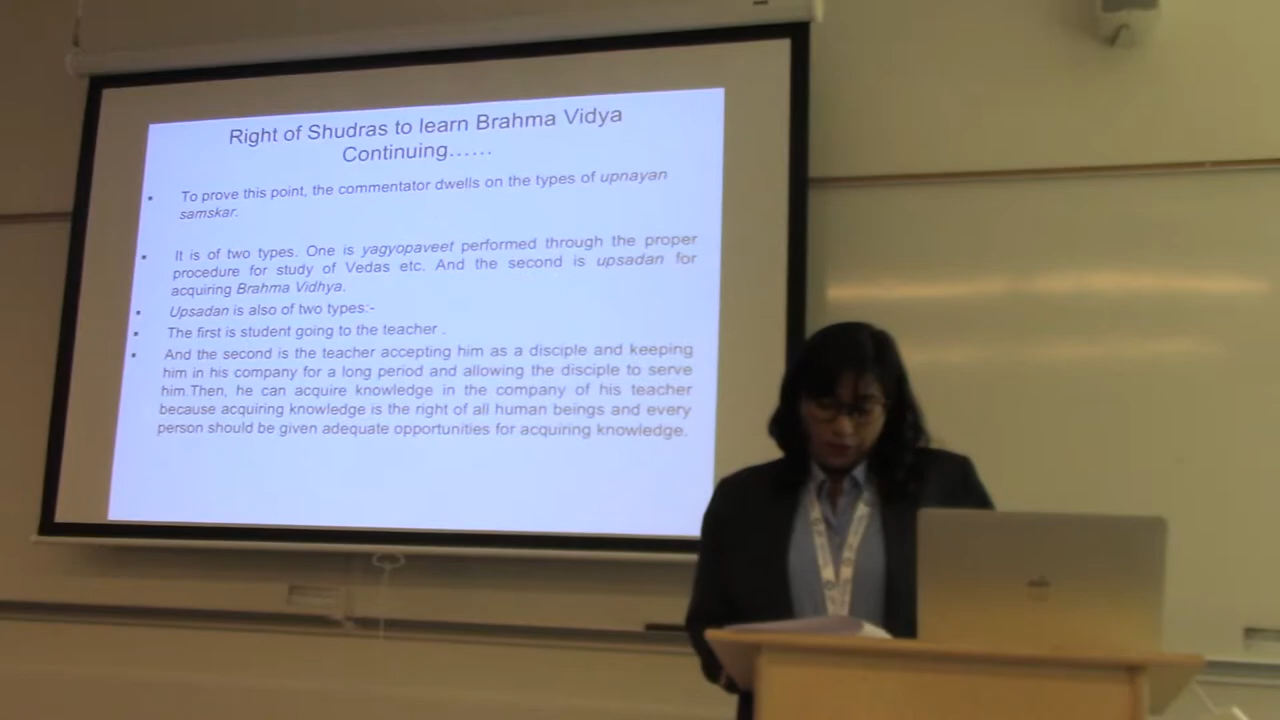 Right of Shudras to learn Brahma Vidya
Continuing......
• To prove this point, the commentator dwells on the types of upnayan
samskar.
• It is of two types. One is yagyopaveet performed through the proper
procedure for study of Vedas etc. And the second is upsadan for
acquiring Brahma Vidhya.
• Upsadan is also of two types:-
• The first is student going to the teacher .
• And the second is the teacher accepting him as a disciple and keeping
him in his company for a long period and allowing the disciple to serve
him.Then, he can acquire knowledge in the company of his teacher
because acquiring knowledge is the right of all human beings and every
person should be given adequate opportunities for acquiring knowledge.